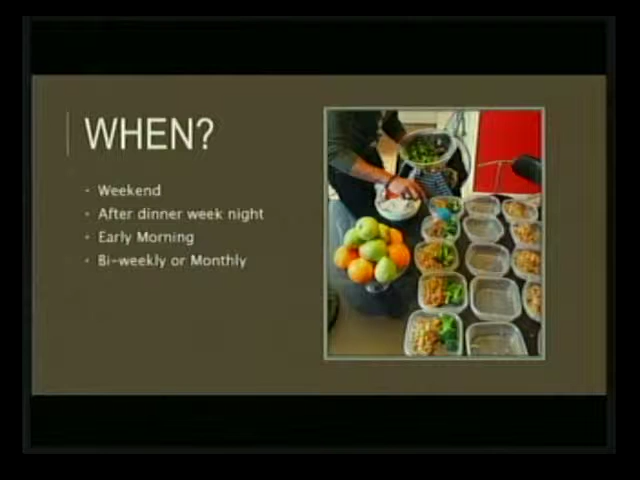 WHEN?
Weekend
After dinner week night
Early Morning
Bi-weekly or Monthly